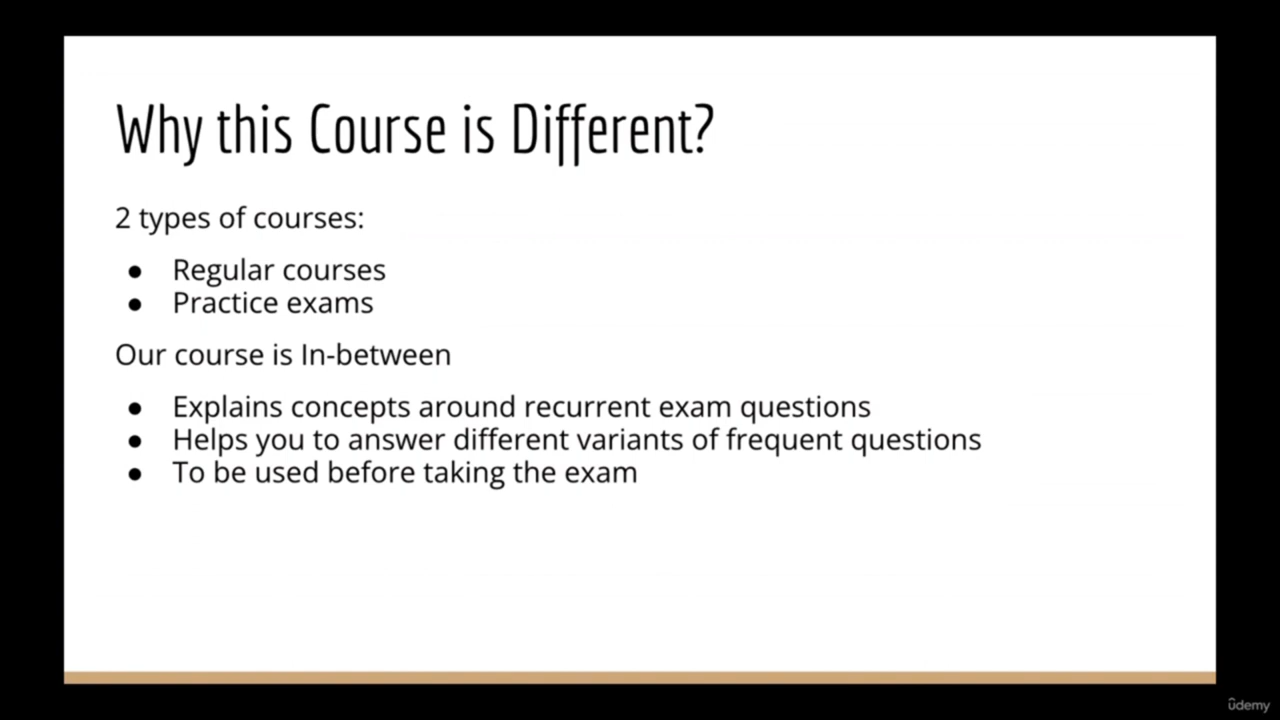 Why this Course is Different?
2 types of courses:
● Regular courses
● Practice exams
Our course is In-between
● Explains concepts around recurrent exam questions
● Helps you to answer different variants of frequent questions
● To be used before taking the exam
ûdemy